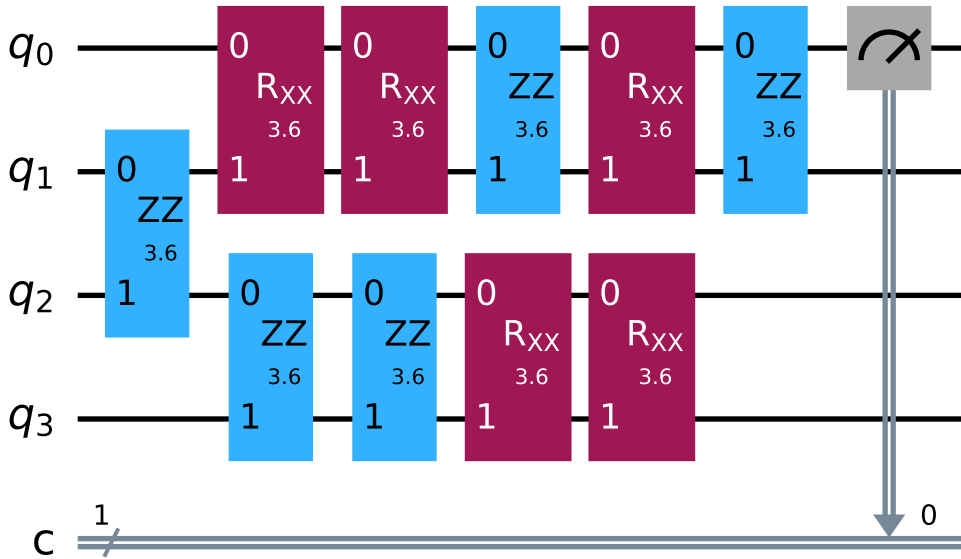 q0 0 0 0 0 0
RXX RXX ZZ RXX ZZ
3.6 3.6 3.6 3.6 3.6
q1 0 1 1 1 1 1
ZZ
3.6
q2 1 0 0 0 0
ZZ ZZ RXX RXX
3.6 3.6 3.6 3.6
q3 1 1 1 1
1 0
c